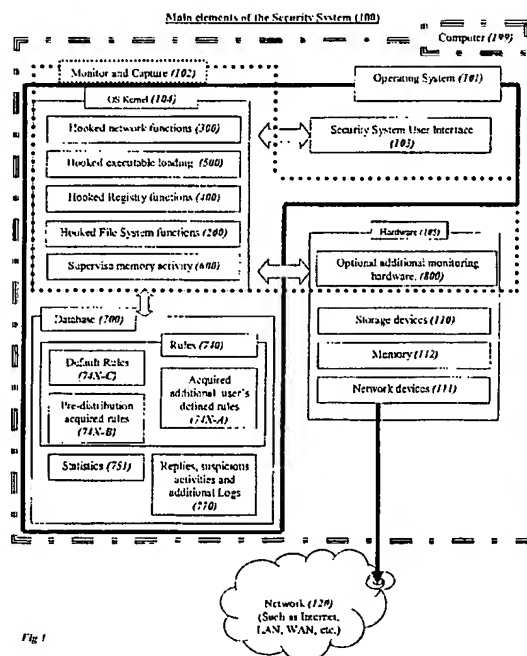 Main elements of the Security System (100)
Computer (199)
Monitor and Capture (102)
Operating System (101)
OS Kernel (104)
Hooked network functions (300)
Security System User Interface
(103)
Hooked executable loading (500)
Hooked Registry functions (400)
Hooked File System functions (200)
Supervise memory activity (600)
Hardware (105)
Optional additional monitoring
hardware. (800)
Storage devices (110)
Memory (112)
Network devices (111)
Database (700)
Rules (740)
Default Rules
(74X-C)
Pre-distribution
acquired rules
(74X-B)
Acquired
additional user's
defined rules
(74X-A)
Statistics (751)
Replies, suspicious
activities and
additional Logs
(770)
Network (120)
(Such as Internet,
LAN, WAN, etc.)
Fig 1